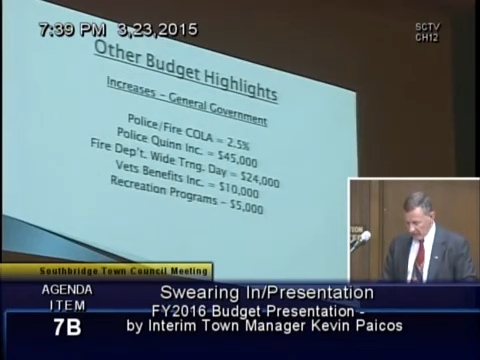 7:39 PM  3,23,2015
SCTV
CH12
Other Budget Highlights
Increases – General Government
Police/Fire COLA = 2.5%
Police Quinn Inc. = $45,000
Fire Dep't. Wide Trng. Day = $24,000
Vets Benefits Inc. = $10,000
Recreation Programs – $5,000
Southbridge Town Council Meeting
AGENDA
ITEM
7B
Swearing In/Presentation
FY2016 Budget Presentation -
by Interim Town Manager Kevin Paicos